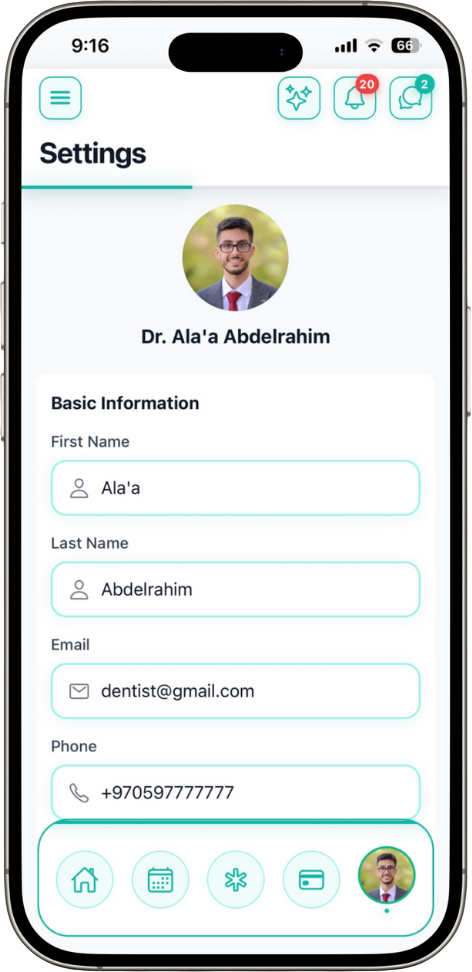 9:16
66
20
2
Settings
Dr. Ala'a Abdelrahim
Basic Information
First Name
Ala'a
Last Name
Abdelrahim
Email
dentist@gmail.com
Phone
+970597777777